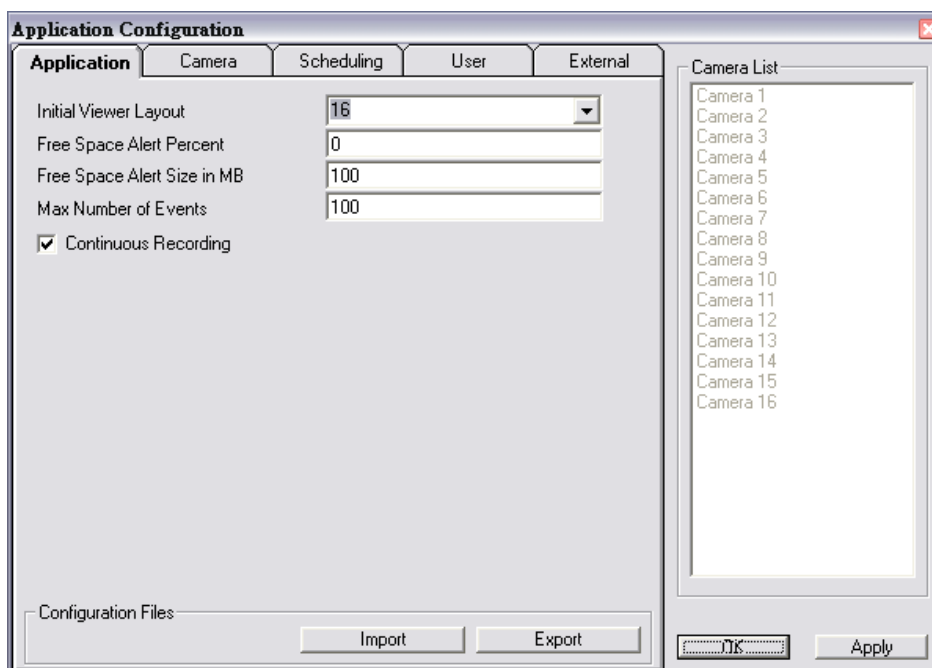 Application Configuration
Application
Camera
Scheduling
User
External
Initial Viewer Layout
16
Free Space Alert Percent
0
Free Space Alert Size in MB
100
Max Number of Events
100
Continuous Recording
Configuration Files
Import
Export
Camera List
Camera 1
Camera 2
Camera 3
Camera 4
Camera 5
Camera 6
Camera 7
Camera 8
Camera 9
Camera 10
Camera 11
Camera 12
Camera 13
Camera 14
Camera 15
Camera 16
OK
Apply